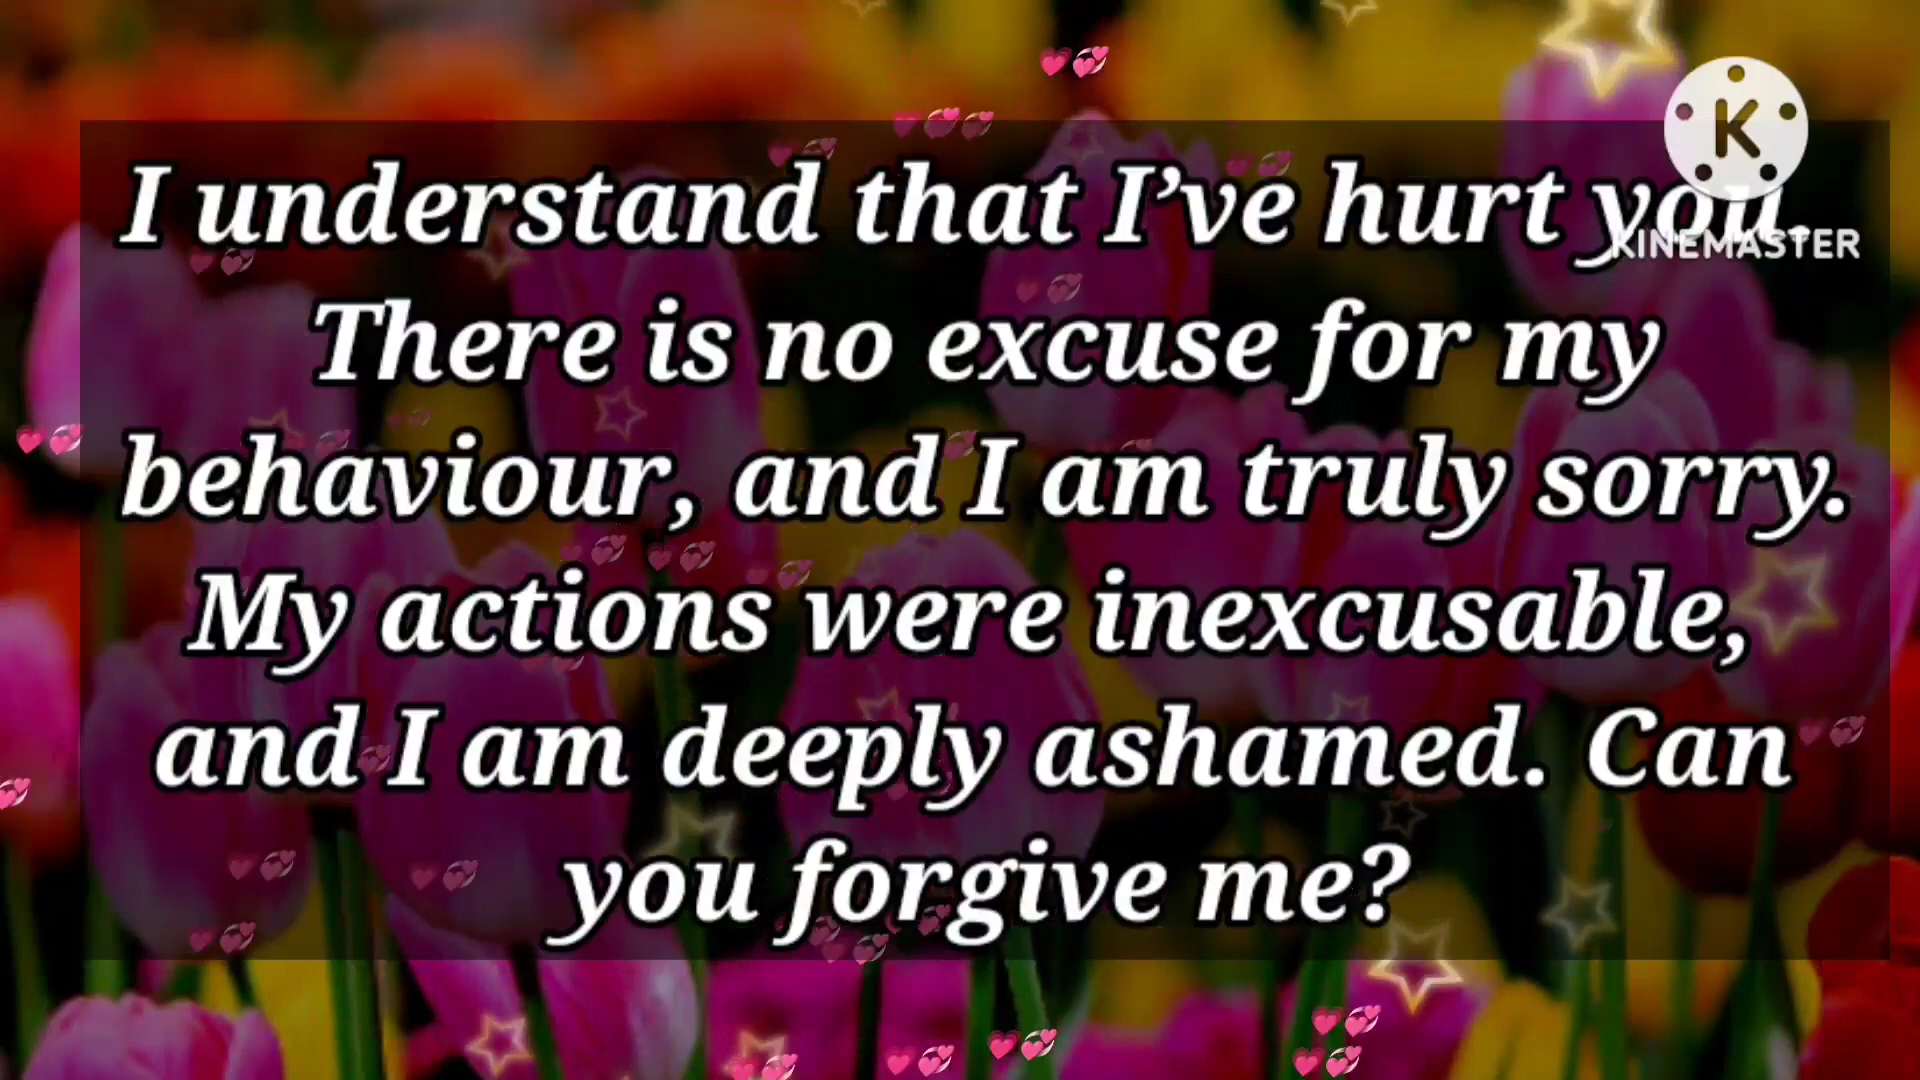 I understand that I’ve hurt you.
There is no excuse for my
behaviour, and I am truly sorry.
My actions were inexcusable,
and I am deeply ashamed. Can
you forgive me?
K
KINEMASTER